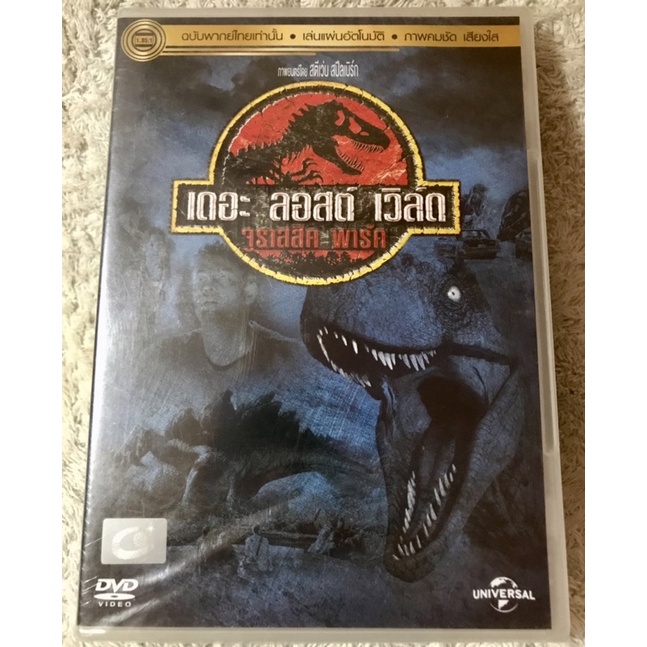 ฉบับพากย์ไทยเท่านั้น • เล่นแผ่นอัตโนมัติ • ภาพคมชัด เสียงใส
ภาพยนตร์โดย สตีเว่น สปีลเบิร์ก
เดอะ ลอสต์ เวิลด์
จูราสสิค พาร์ค
DVD
VIDEO
UNIVERSAL